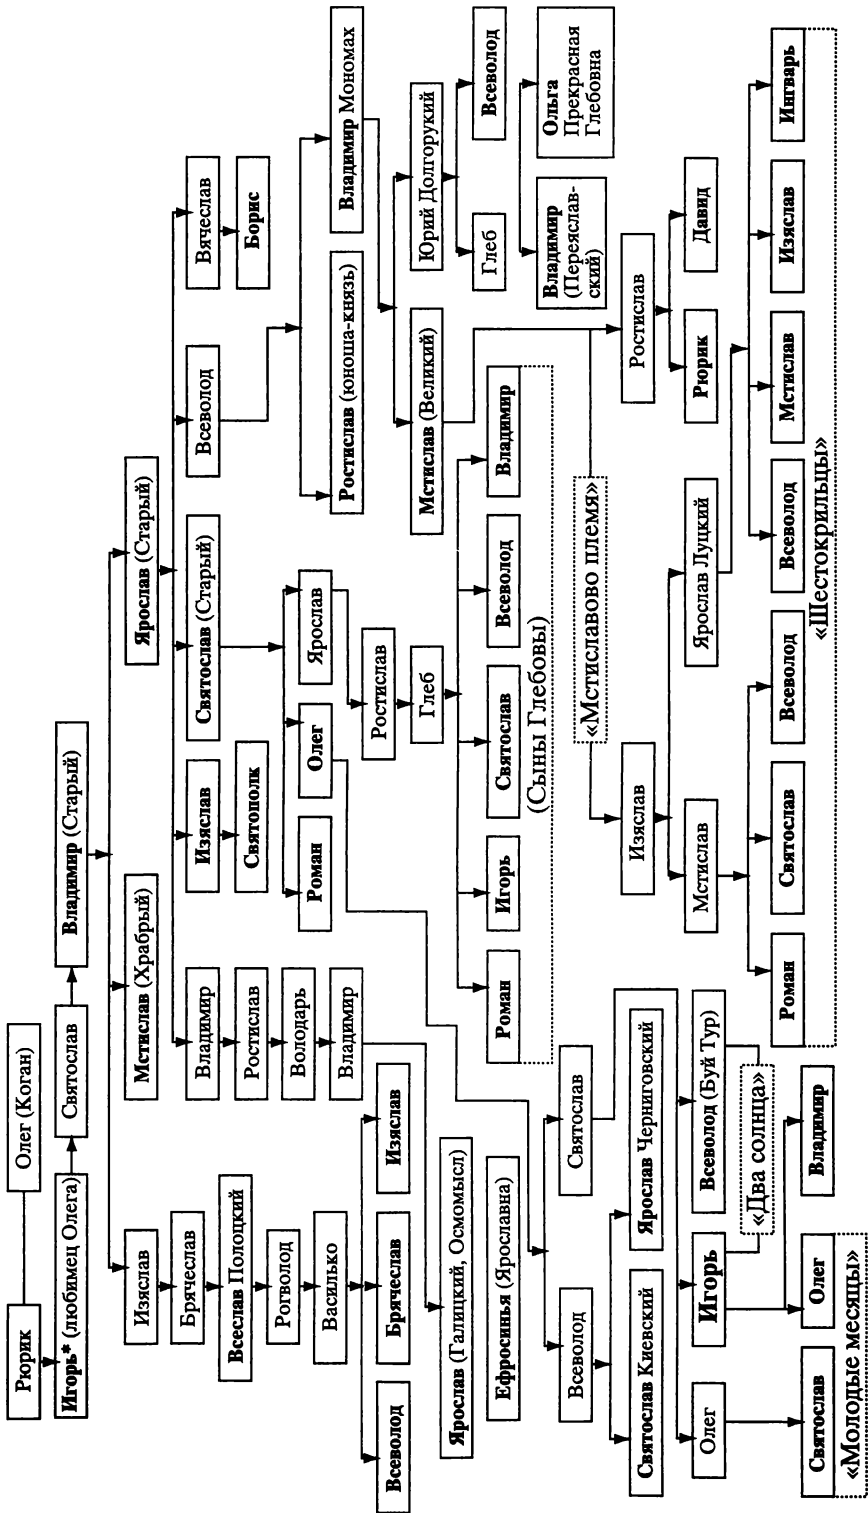 Рюрик
Олег (Коган)
Игорь* (любимец Олега)
Святослав
Владимир (Старый)
Изяслав
Мстислав (Храбрый)
Ярослав (Старый)
Брячеслав
Владимир
Изяслав
Святослав (Старый)
Всеволод
Вячеслав
Всеслав Полоцкий
Ростислав
Святополк
Борис
Рогволод
Володарь
Роман
Олег
Ярослав
Ростислав (юноша-князь)
Владимир Мономах
Василько
Владимир
Ростислав
Всеволод
Брячеслав
Изяслав
Глеб
Мстислав (Великий)
Юрий Долгорукий
Ярослав (Галицкий, Осмомысл)
Глеб
Всеволод
Ефросинья (Ярославна)
Роман
Игорь
Святослав
Всеволод
Владимир
(Сыны Глебовы)
Владимир
(Переяслав-
ский)
Ольга
Прекрасная
Глебовна
Всеволод
Святослав
«Мстиславово племя»
Изяслав
Ростислав
Святослав Киевский
Ярослав Черниговский
Мстислав
Ярослав Луцкий
Рюрик
Давид
Олег
Игорь
Всеволод (Буй Тур)
«Два солнца»
Роман
Святослав
Всеволод
Всеволод
Мстислав
Изяслав
Ингварь
«Шестокрильцы»
Святослав
Олег
Владимир
«Молодые месяцы»